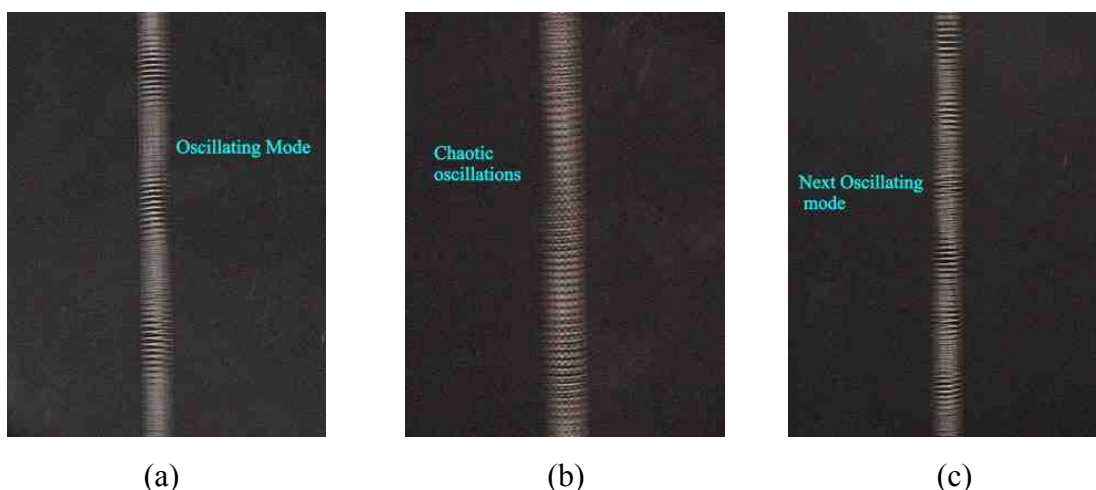 Oscillating Mode
Chaotic
oscillations
Next Oscillating
mode
(a)
(b)
(c)